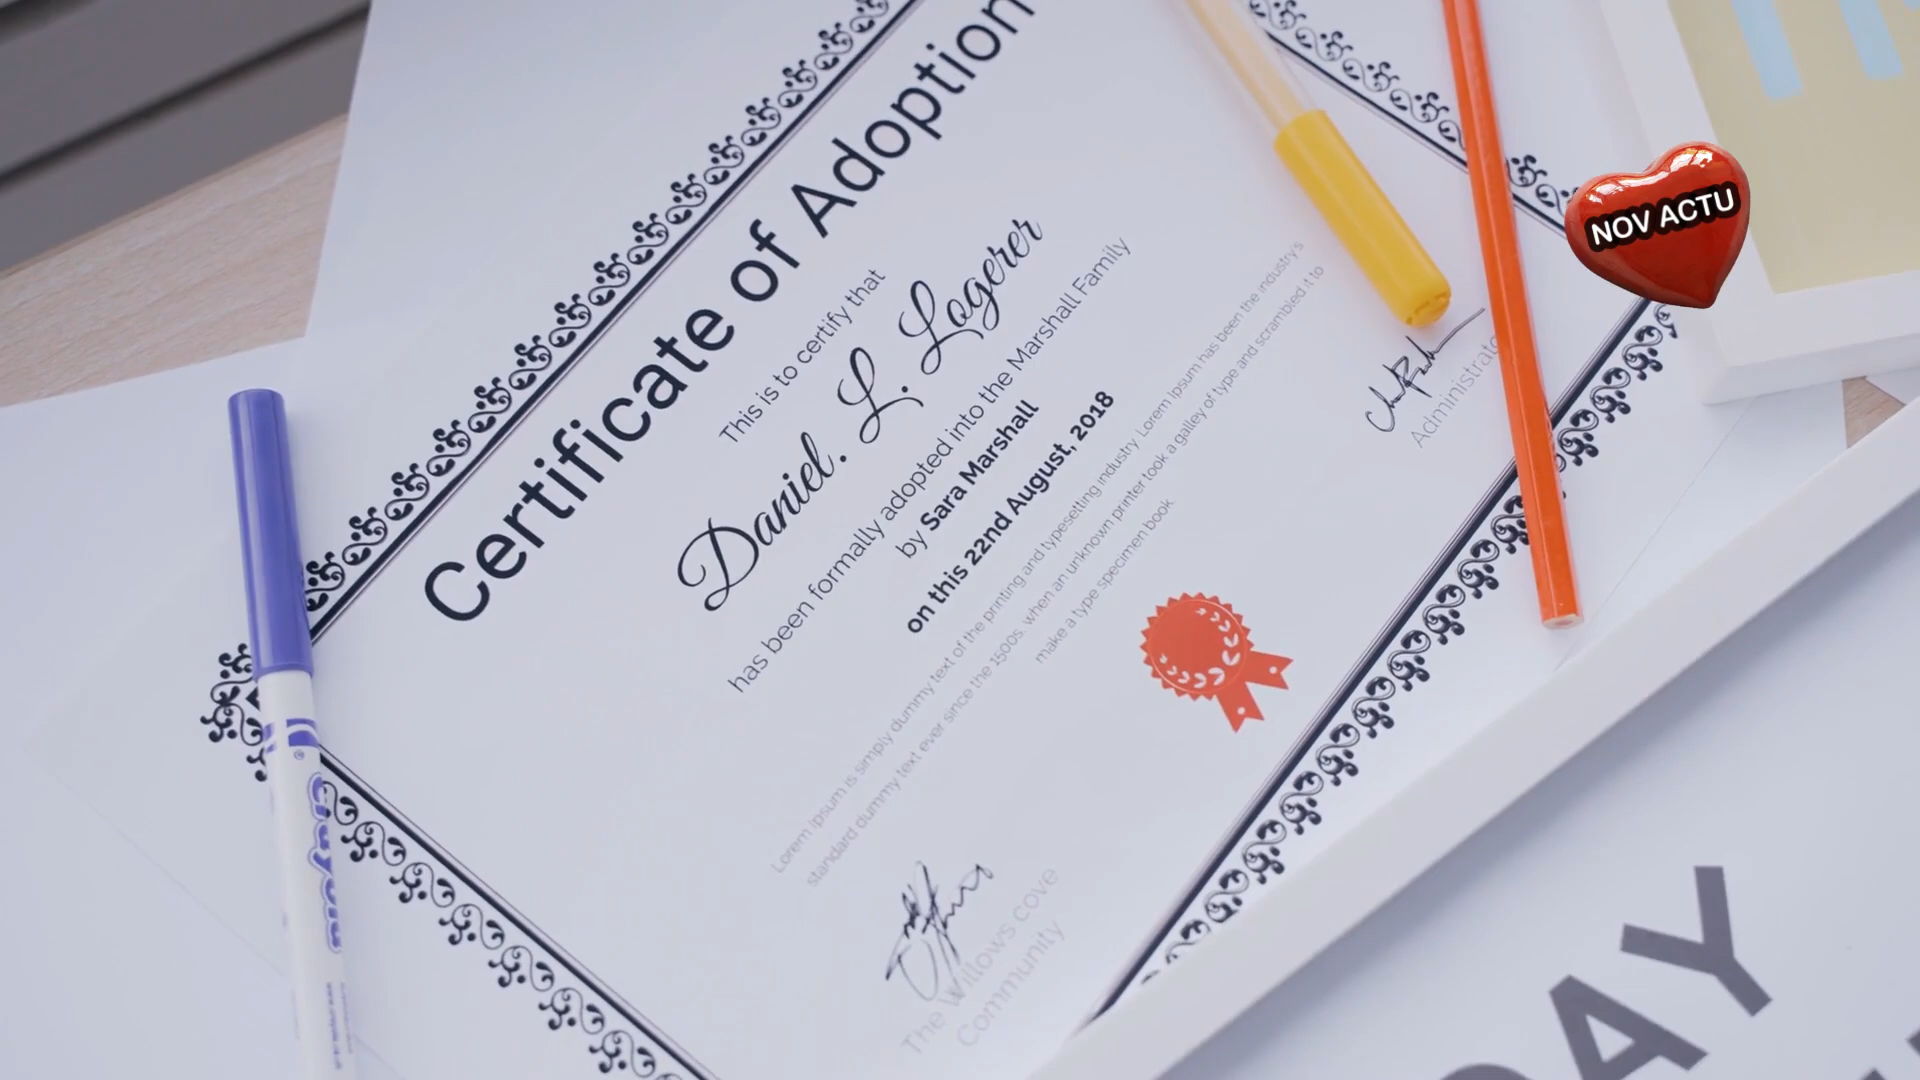 Certificate of Adoption
This is to certify that
Daniel. L. Logerer
has been formally adopted into the Marshall Family
by Sara Marshall
on this 22nd August, 2018
Lorem Ipsum is simply dummy text of the printing and typesetting industry Lorem Ipsum has been the industry's
standard dummy text ever since the 1500s. when an unknown printer took a galley of type and scrambled it to
make a type specimen book
Administrato
The Willows cove
Community
NOV ACTU
Crayola
DAY